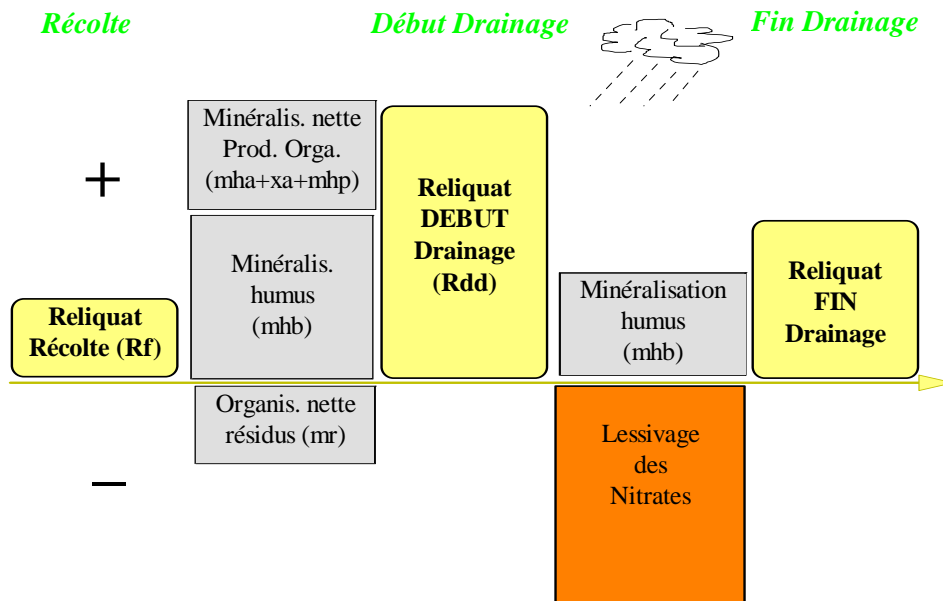 Récolte
Début Drainage
Fin Drainage
+
Minéralis. nette
Prod. Orga.
(mha+xa+mhp)
Minéralis.
humus
(mhb)
Reliquat
DEBUT
Drainage
(Rdd)
Reliquat
Récolte (Rf)
Minéralisation
humus
(mhb)
Reliquat
FIN
Drainage
Organis. nette
résidus (mr)
Lessivage
des
Nitrates
–